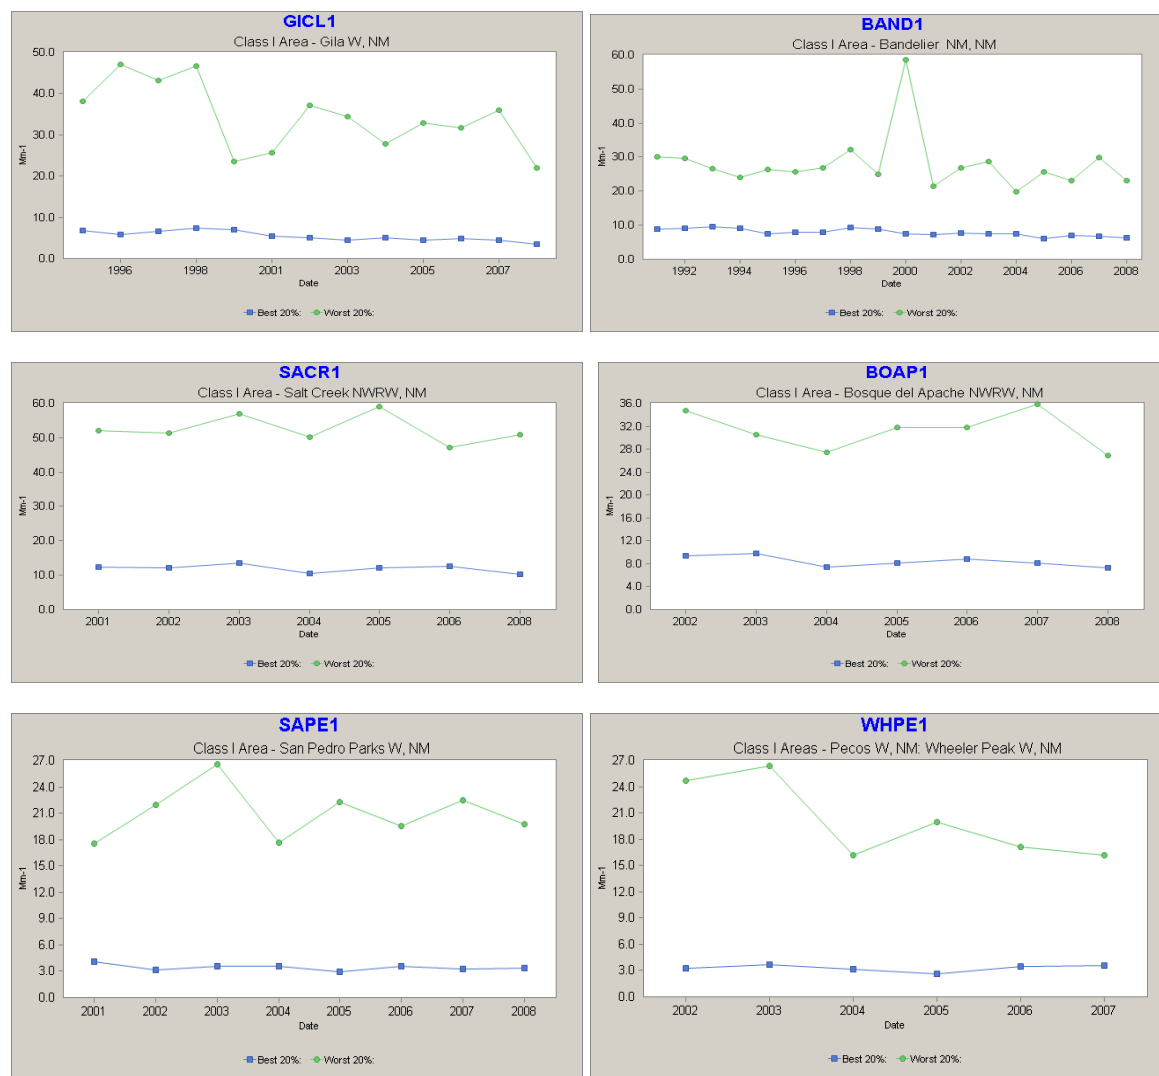 GICL1
Class I Area - Gila W, NM
50.0
40.0
30.0
20.0
10.0
0.0
Mm-1
1996 1998 2001 2003 2005 2007
Date
Best 20%: Worst 20%:
BAND1
Class I Area - Bandelier NM, NM
60.0
50.0
40.0
30.0
20.0
10.0
0.0
Mm-1
1992 1994 1996 1998 2000 2002 2004 2006 2008
Date
Best 20%: Worst 20%:
SACR1
Class I Area - Salt Creek NWRW, NM
60.0
50.0
40.0
30.0
20.0
10.0
0.0
Mm-1
2001 2002 2003 2004 2005 2006 2008
Date
Best 20%: Worst 20%:
BOAP1
Class I Area - Bosque del Apache NWRW, NM
36.0
32.0
28.0
24.0
20.0
16.0
12.0
8.0
4.0
0.0
Mm-1
2002 2003 2004 2005 2006 2007 2008
Date
Best 20%: Worst 20%:
SAPE1
Class I Area - San Pedro Parks W, NM
27.0
24.0
21.0
18.0
15.0
12.0
9.0
6.0
3.0
0.0
Mm-1
2001 2002 2003 2004 2005 2006 2007 2008
Date
Best 20%: Worst 20%:
WHPE1
Class I Areas - Pecos W, NM: Wheeler Peak W, NM
27.0
24.0
21.0
18.0
15.0
12.0
9.0
6.0
3.0
0.0
Mm-1
2002 2003 2004 2005 2006 2007
Date
Best 20%: Worst 20%: